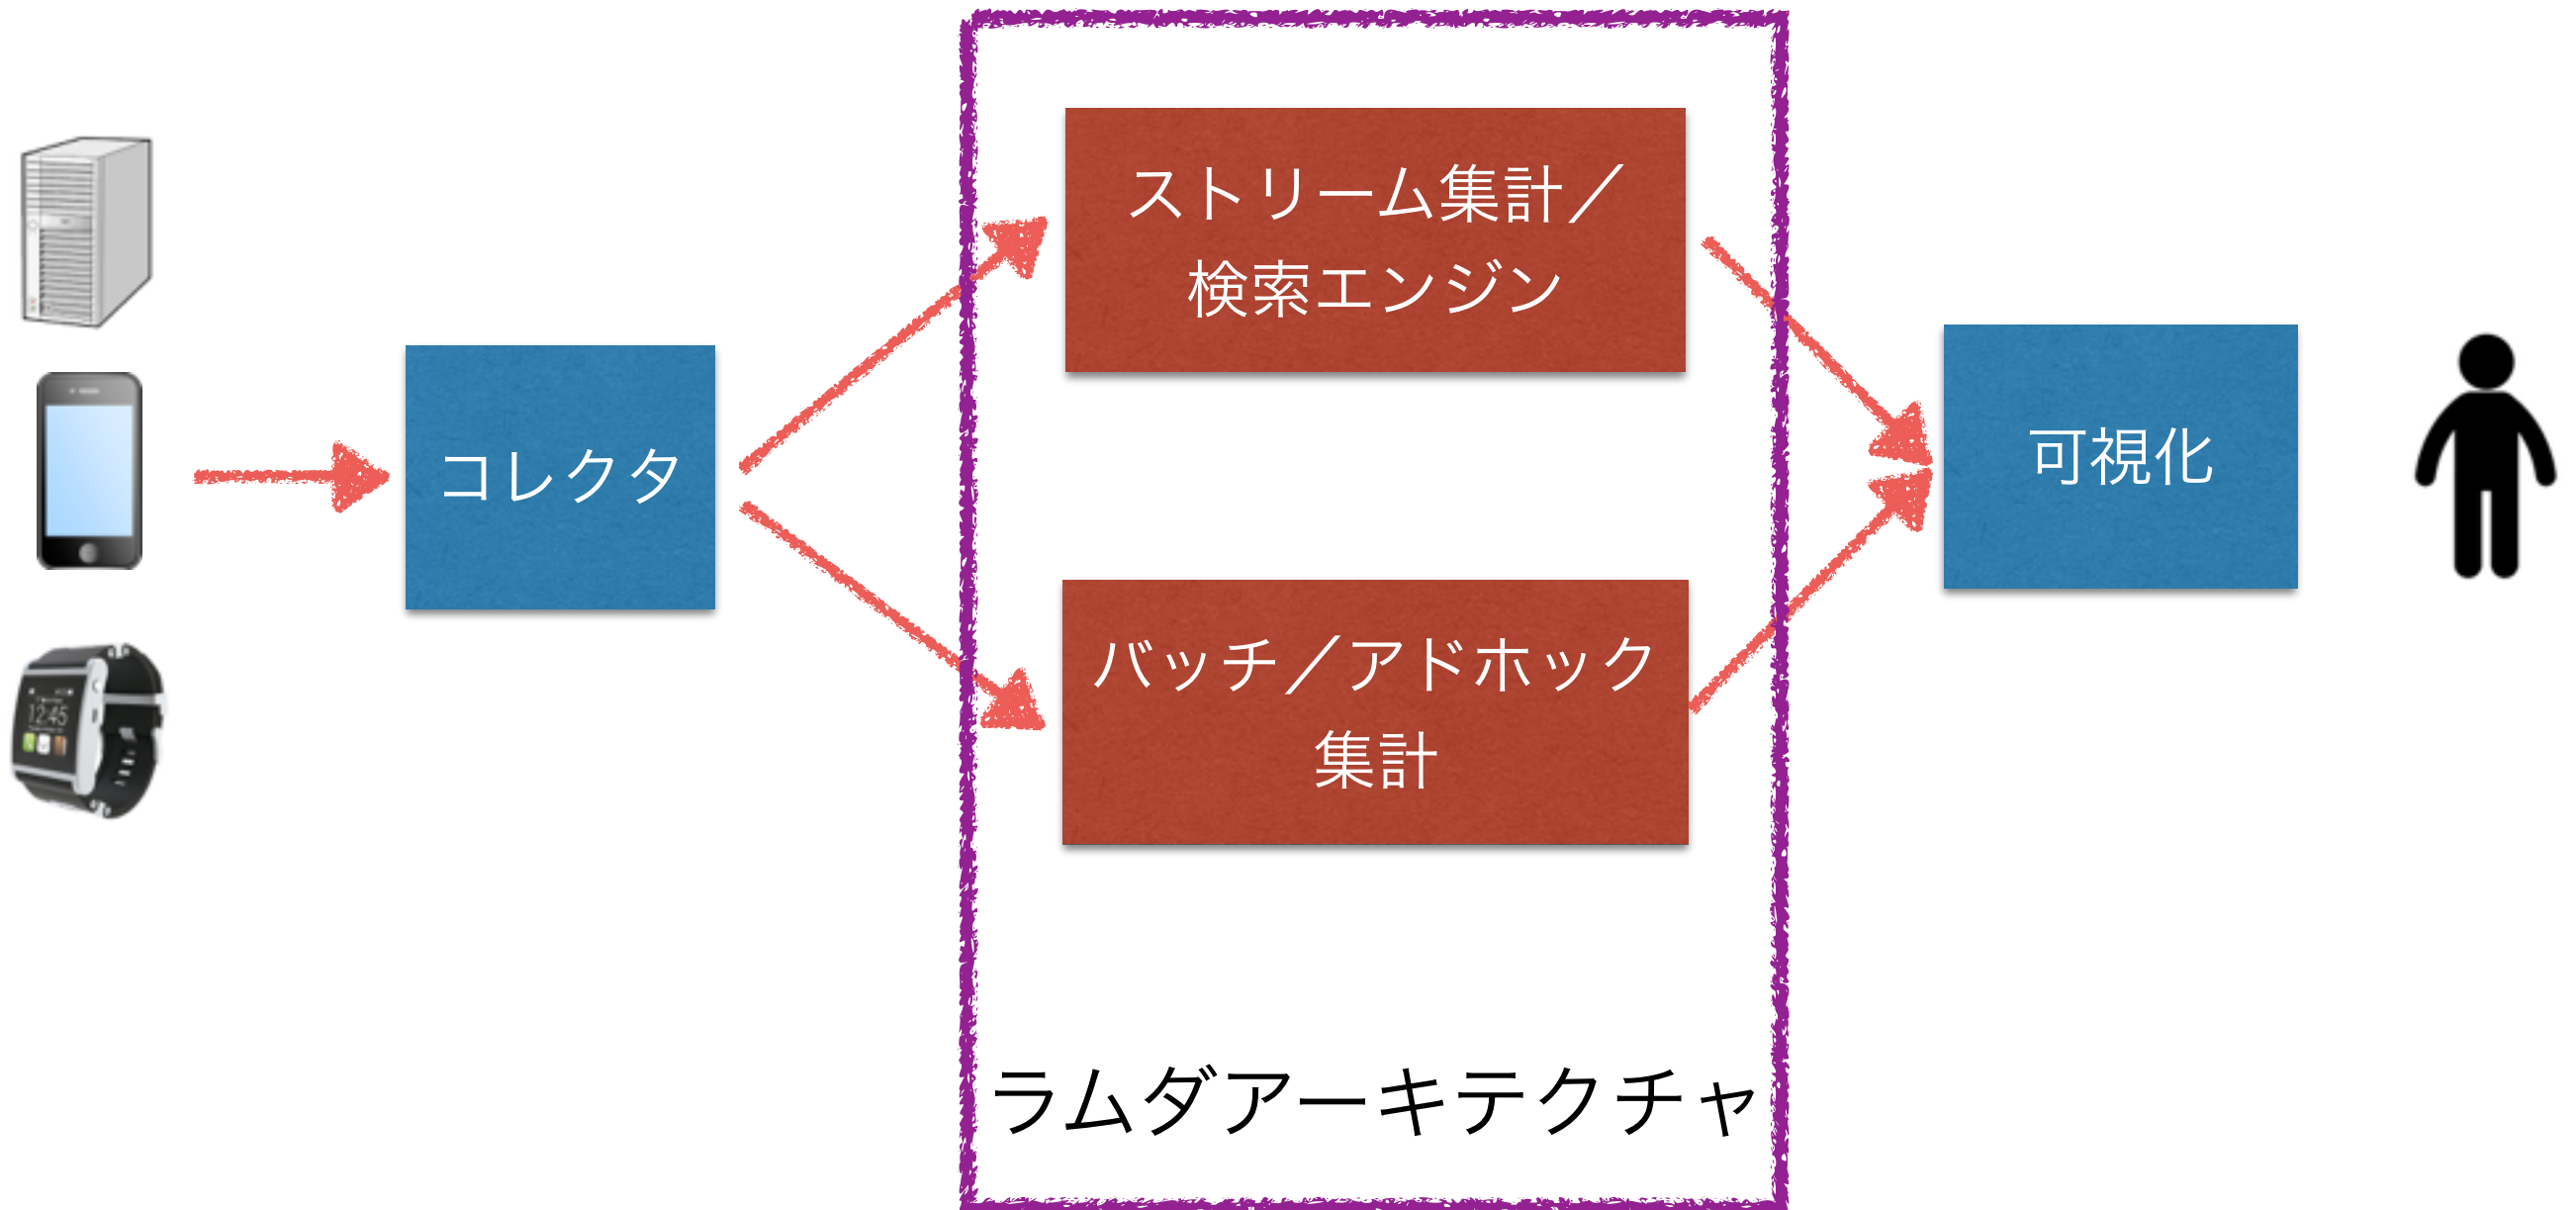 コレクタ
ストリーム集計／
検索エンジン
バッチ／アドホック
集計
可視化
ラムダアーキテクチャ
12:45